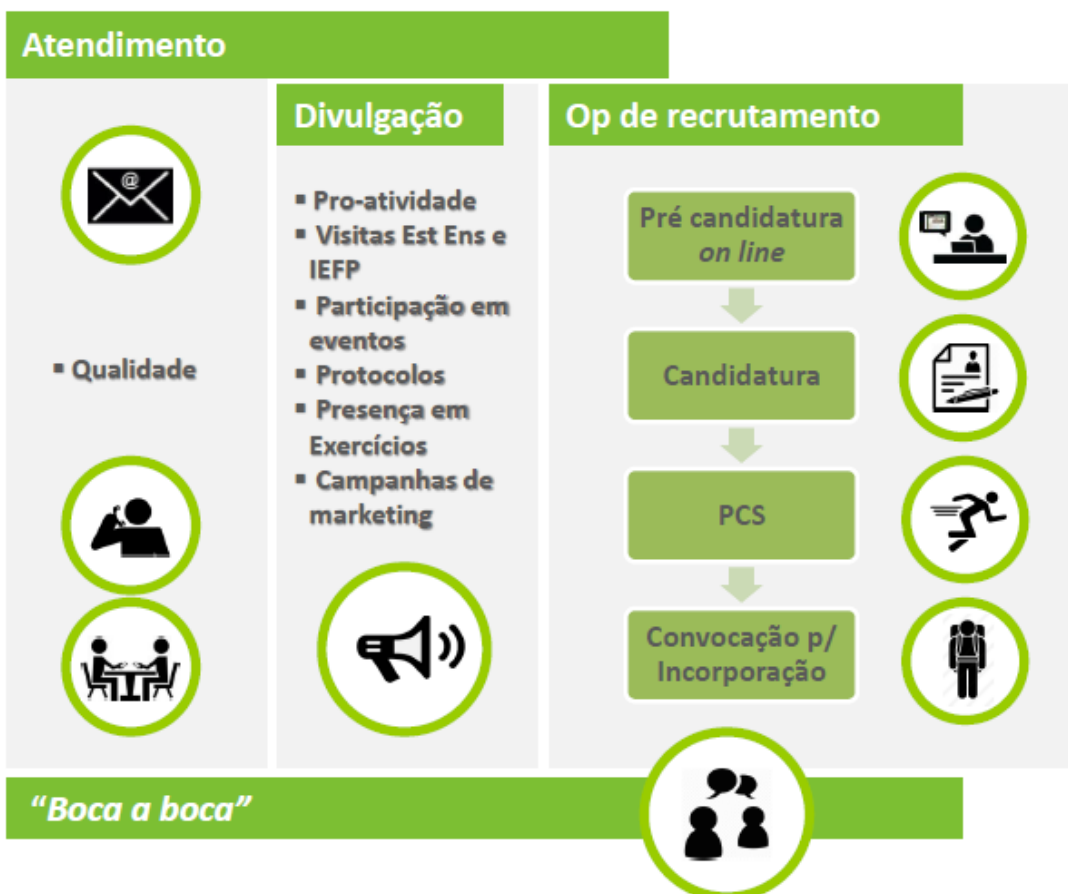 Atendimento
@
▪ Qualidade
Divulgação
▪ Pro-atividade
▪ Visitas Est Ens e
IEFP
▪ Participação em
eventos
▪ Protocolos
▪ Presença em
Exercícios
▪ Campanhas de
marketing
Op de recrutamento
Pré candidatura
on line
Candidatura
PCS
Convocação p/
Incorporação
“Boca a boca”